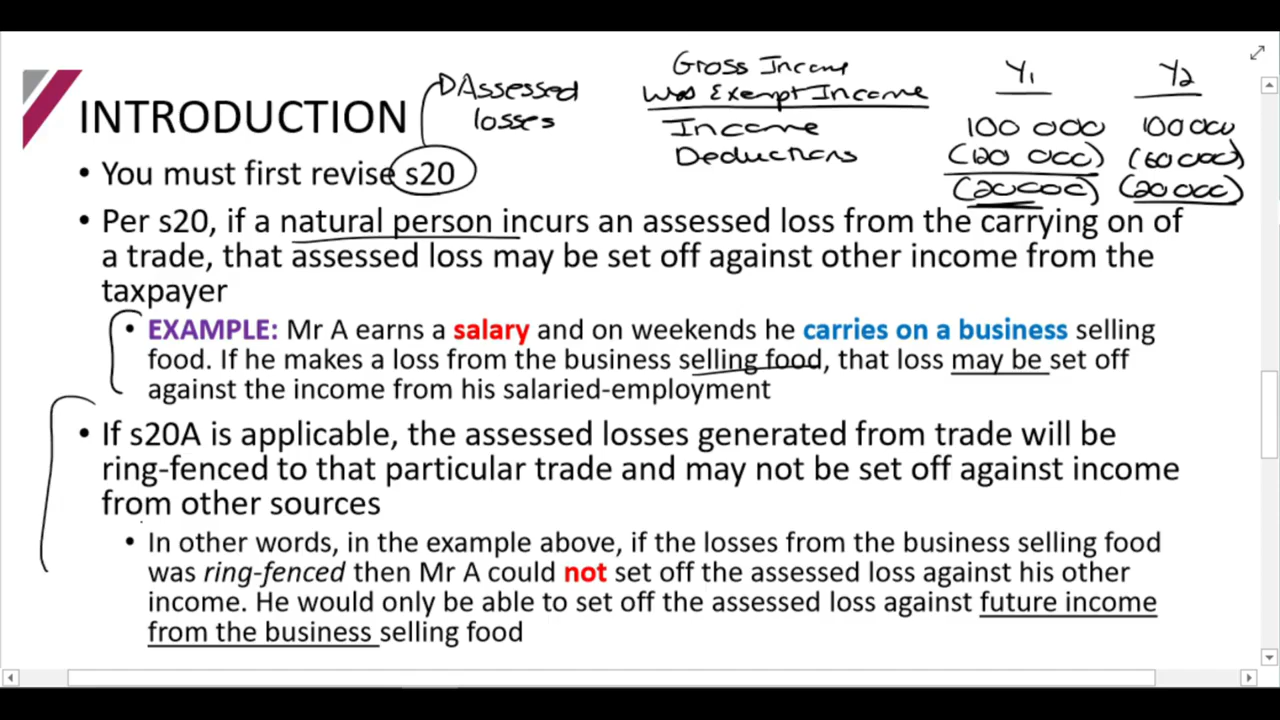 Gross Income
Exempt Income
Y1
Y2
Assessed
losses
INTRODUCTION
Income
100 000
100 000
Deductions
(120 000)
(60 000)
(20 000)
(20 000)
• You must first revise s20
• Per s20, if a natural person incurs an assessed loss from the carrying on of
a trade, that assessed loss may be set off against other income from the
taxpayer
• EXAMPLE: Mr A earns a salary and on weekends he carries on a business selling
food. If he makes a loss from the business selling food, that loss may be set off
against the income from his salaried-employment
• If s20A is applicable, the assessed losses generated from trade will be
ring-fenced to that particular trade and may not be set off against income
from other sources
• In other words, in the example above, if the losses from the business selling food
was ring-fenced then Mr A could not set off the assessed loss against his other
income. He would only be able to set off the assessed loss against future income
from the business selling food